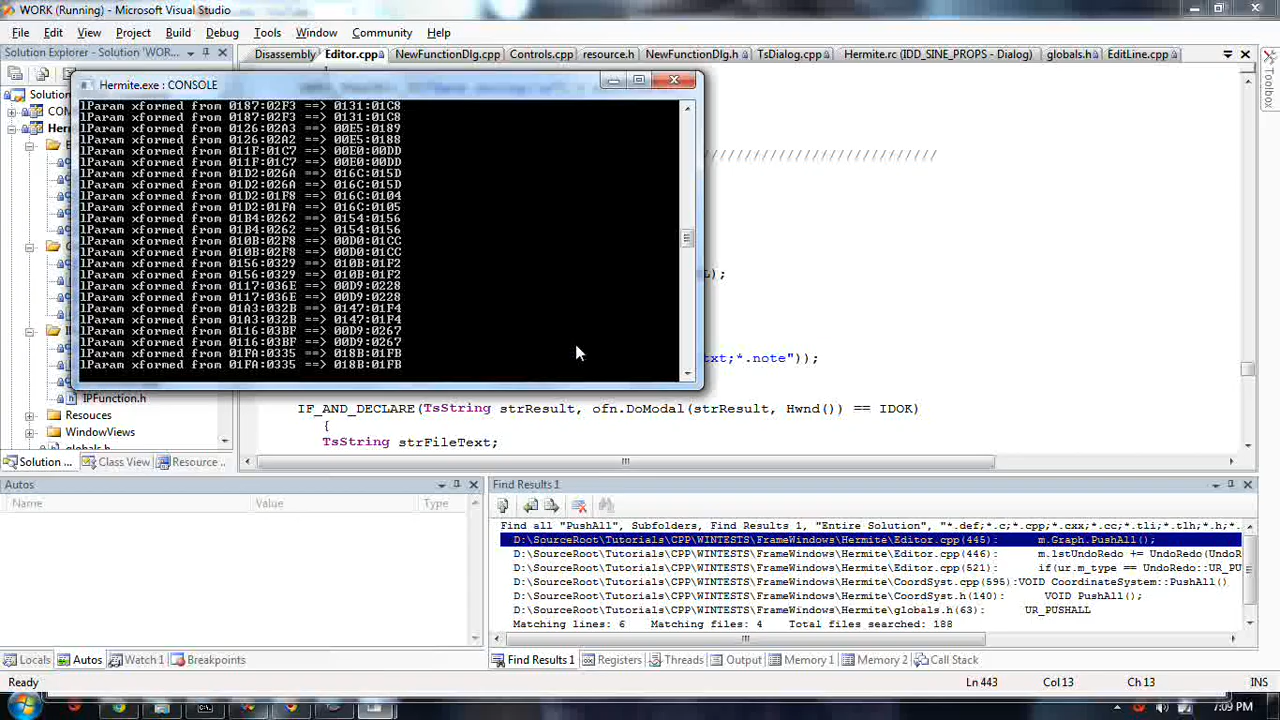 WORK (Running) - Microsoft Visual Studio
File Edit View Project Build Debug Tools Window Community Help
Solution Explorer - Solution 'WOR...
Disassembly Editor.cpp NewFunctionDlg.cpp Controls.cpp resource.h NewFunctionDlg.h TsDialog.cpp Hermite.rc (IDD_SINE_PROPS - Dialog) globals.h EditLine.cpp
Toolbox
Hermite.exe : CONSOLE
lParam xformed from 0187:02F3 ==> 0131:01C8
lParam xformed from 0187:02F3 ==> 0131:01C8
lParam xformed from 0126:02A3 ==> 00E5:0189
lParam xformed from 0126:02A2 ==> 00E5:0188
lParam xformed from 011F:01C7 ==> 00E0:00DD
lParam xformed from 011F:01C7 ==> 00E0:00DD
lParam xformed from 01D2:026A ==> 016C:015D
lParam xformed from 01D2:026A ==> 016C:015D
lParam xformed from 01D2:01F8 ==> 016C:0104
lParam xformed from 01D2:01FA ==> 016C:0105
lParam xformed from 01B4:0262 ==> 0154:0156
lParam xformed from 01B4:0262 ==> 0154:0156
lParam xformed from 010B:02F8 ==> 00D0:01CC
lParam xformed from 010B:02F8 ==> 00D0:01CC
lParam xformed from 0156:0329 ==> 010B:01F2
lParam xformed from 0156:0329 ==> 010B:01F2
lParam xformed from 0117:036E ==> 00D9:0228
lParam xformed from 0117:036E ==> 00D9:0228
lParam xformed from 01A3:032B ==> 0147:01F4
lParam xformed from 01A3:032B ==> 0147:01F4
lParam xformed from 0116:03BF ==> 00D9:0267
lParam xformed from 0116:03BF ==> 00D9:0267
lParam xformed from 01FA:0335 ==> 018B:01FB
lParam xformed from 01FA:0335 ==> 018B:01FB
Solution
CON
Herm
///////////////////////////
);
txt;*.note"));
IPFunction.h
Resouces
WindowViews
globals.h
IF_AND_DECLARE(TsString strResult, ofn.DoModal(strResult, Hwnd()) == IDOK)
{
TsString strFileText;
Solution ... Class View Resource ..
Autos
Name Value Type
Find Results 1
Find all "PushAll", Subfolders, Find Results 1, "Entire Solution", "*.def;*.c;*.cpp;*.cxx;*.cc;*.tli;*.tlh;*.h;*.
D:\SourceRoot\Tutorials\CPP\WINTESTS\FrameWindows\Hermite\Editor.cpp(445): m.Graph.PushAll();
D:\SourceRoot\Tutorials\CPP\WINTESTS\FrameWindows\Hermite\Editor.cpp(446): m.lstUndoRedo += UndoRedo(UndoR
D:\SourceRoot\Tutorials\CPP\WINTESTS\FrameWindows\Hermite\Editor.cpp(521): if(ur.m_type == UndoRedo::UR_PU
D:\SourceRoot\Tutorials\CPP\WINTESTS\FrameWindows\Hermite\CoordSyst.cpp(595):VOID CoordinateSystem::PushAll()
D:\SourceRoot\Tutorials\CPP\WINTESTS\FrameWindows\Hermite\CoordSyst.h(140): VOID PushAll();
D:\SourceRoot\Tutorials\CPP\WINTESTS\FrameWindows\Hermite\globals.h(63): UR_PUSHALL
Matching lines: 6 Matching files: 4 Total files searched: 188
Locals Autos Watch 1 Breakpoints
Find Results 1 Registers Threads Output Memory 1 Memory 2 Call Stack
Ready Ln 443 Col 13 Ch 13 INS
7:09 PM